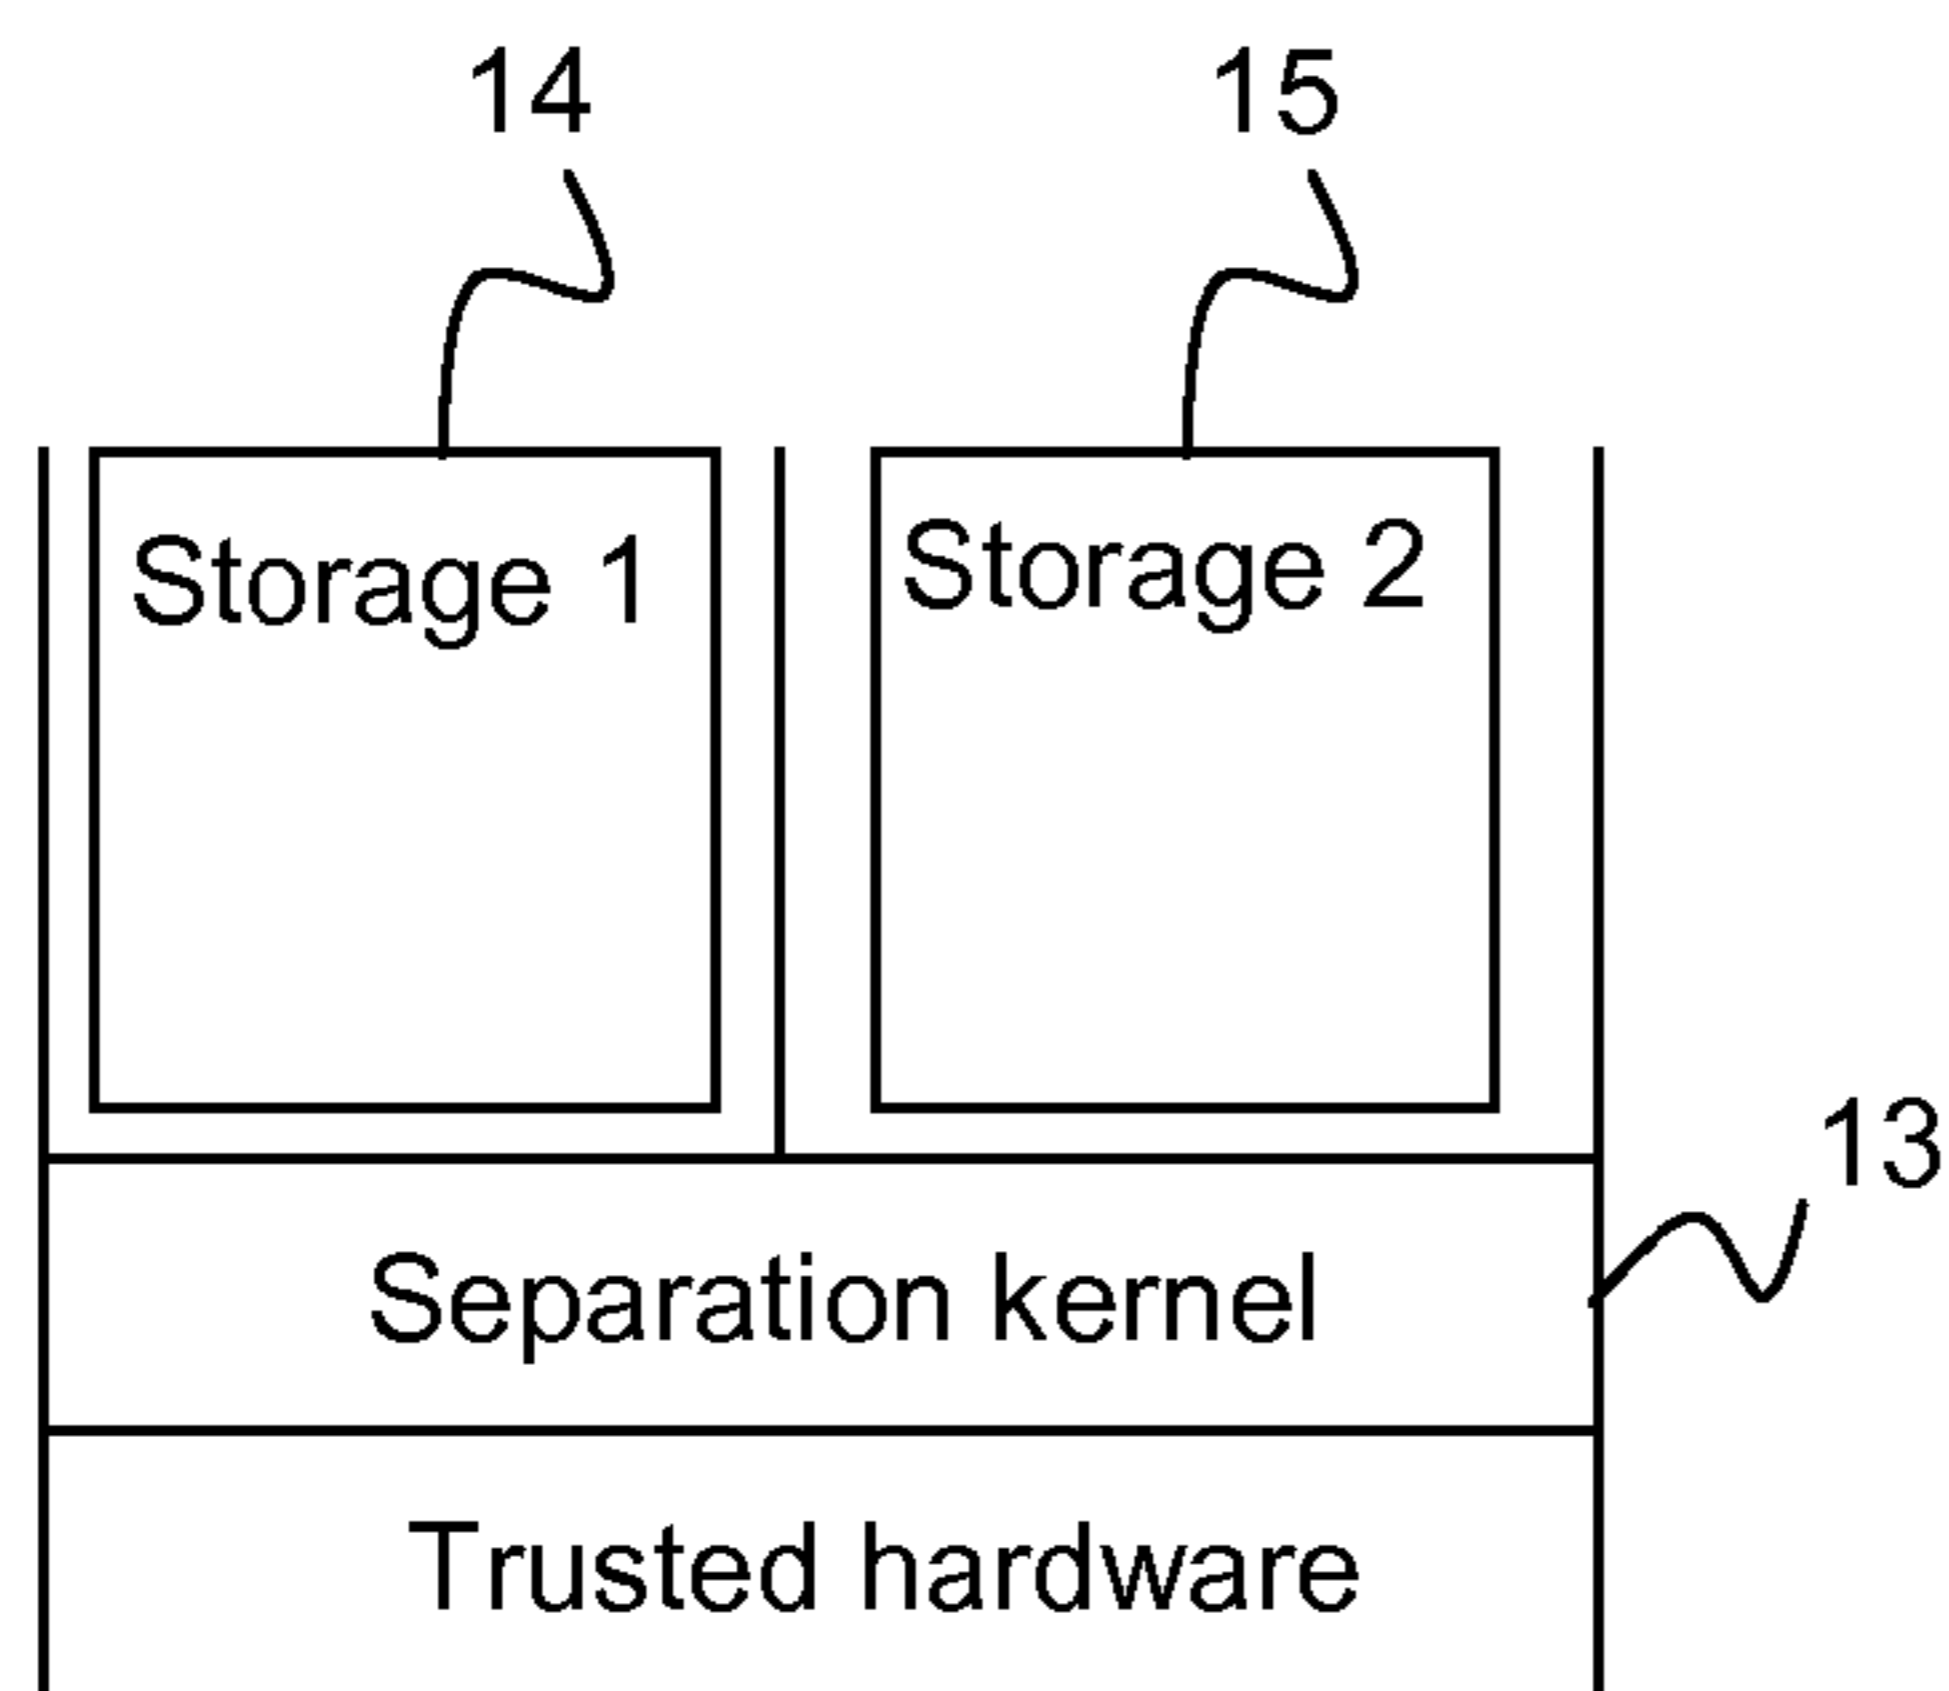 14
15
Storage 1
Storage 2
13
Separation kernel
Trusted hardware